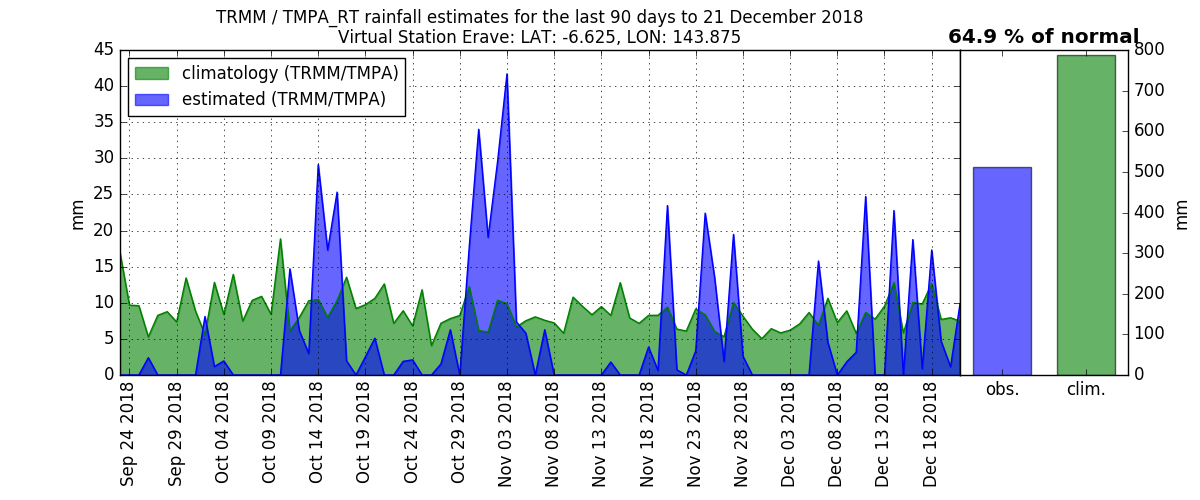 TRMM / TMPA_RT rainfall estimates for the last 90 days to 21 December 2018
Virtual Station Erave: LAT: -6.625, LON: 143.875
64.9 % of normal
climatology (TRMM/TMPA)
estimated (TRMM/TMPA)
mm
45
40
35
30
25
20
15
10
5
0
Sep 24 2018
Sep 29 2018
Oct 04 2018
Oct 09 2018
Oct 14 2018
Oct 19 2018
Oct 24 2018
Oct 29 2018
Nov 03 2018
Nov 08 2018
Nov 13 2018
Nov 18 2018
Nov 23 2018
Nov 28 2018
Dec 03 2018
Dec 08 2018
Dec 13 2018
Dec 18 2018
obs.
clim.
800
700
600
500
400
300
200
100
0
mm